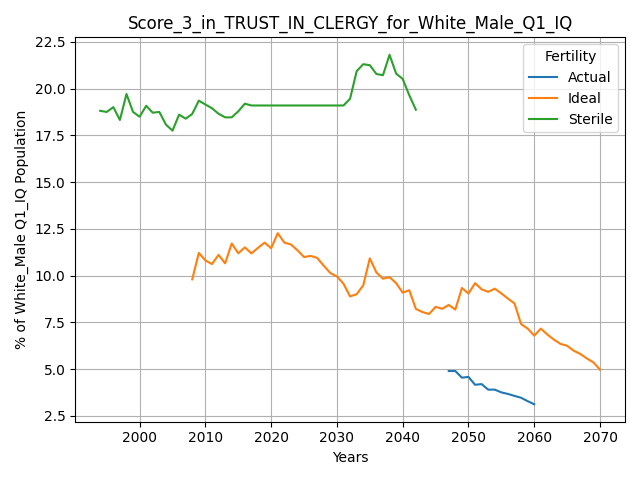 Score_3_in_TRUST_IN_CLERGY_for_White_Male_Q1_IQ
Fertility
Actual
Ideal
Sterile
% of White_Male Q1_IQ Population
22.5
20.0
17.5
15.0
12.5
10.0
7.5
5.0
2.5
2000 2010 2020 2030 2040 2050 2060 2070
Years